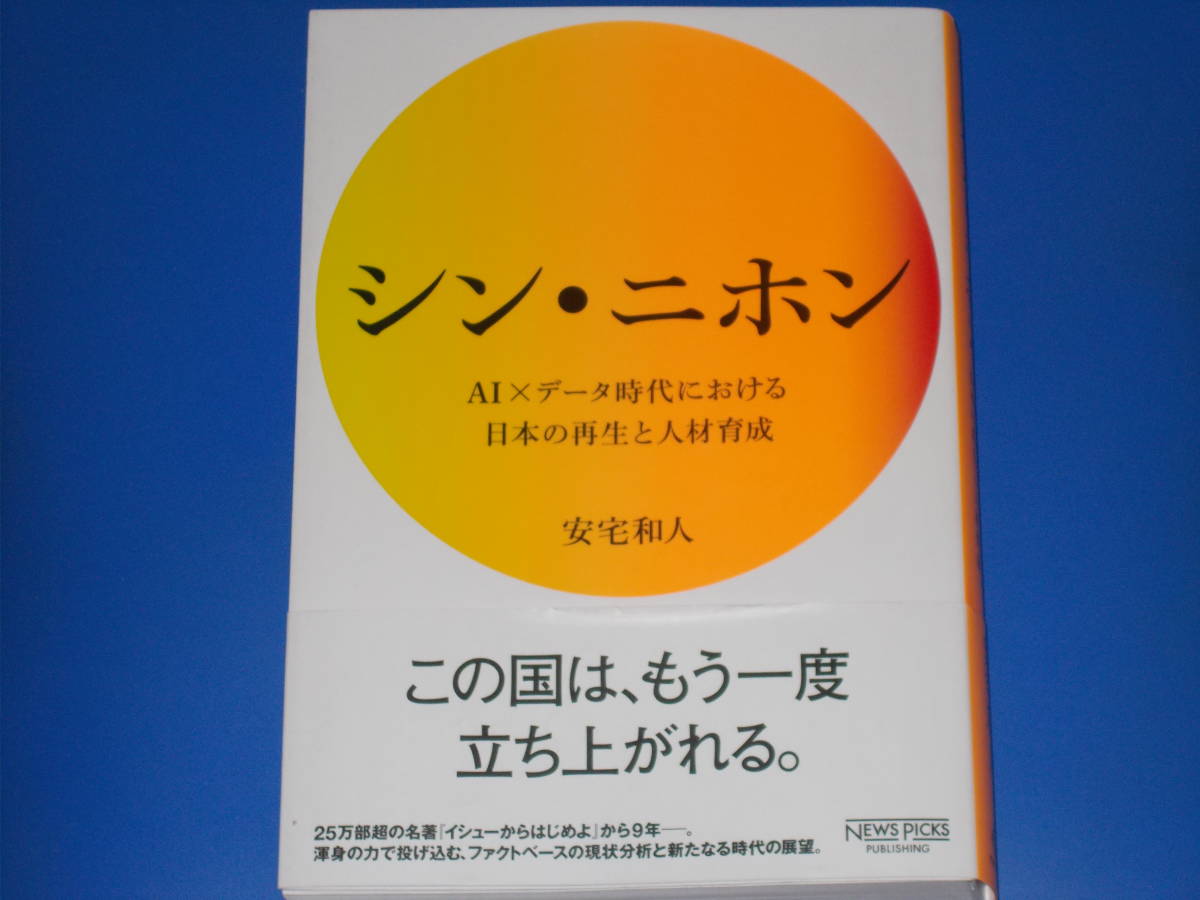 シン・ニホン
AI×データ時代における
日本の再生と人材育成
安宅和人
この国は、もう一度
立ち上がれる。
25万部超の名著『イシューからはじめよ』から9年──。
渾身の力で投げ込む、ファクトベースの現状分析と新たなる時代の展望。
NEWSPICKS
PUBLISHING